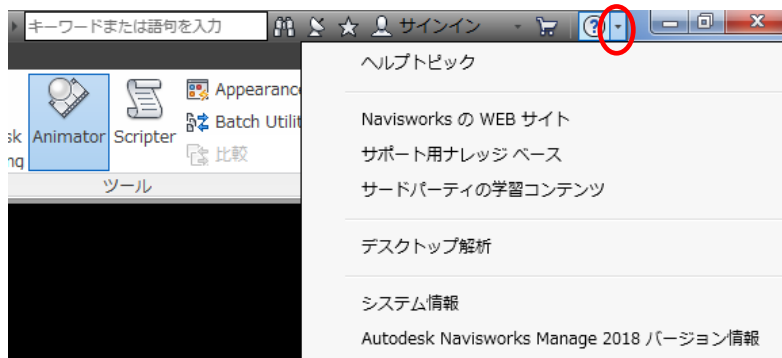 キーワードまたは語句を入力
サインイン
ヘルプトピック
Appearance
Batch Utilit
sk
ng
Animator
Scripter
比較
ツール
Navisworks の WEB サイト
サポート用ナレッジ ベース
サードパーティの学習コンテンツ
デスクトップ解析
システム情報
Autodesk Navisworks Manage 2018 バージョン情報